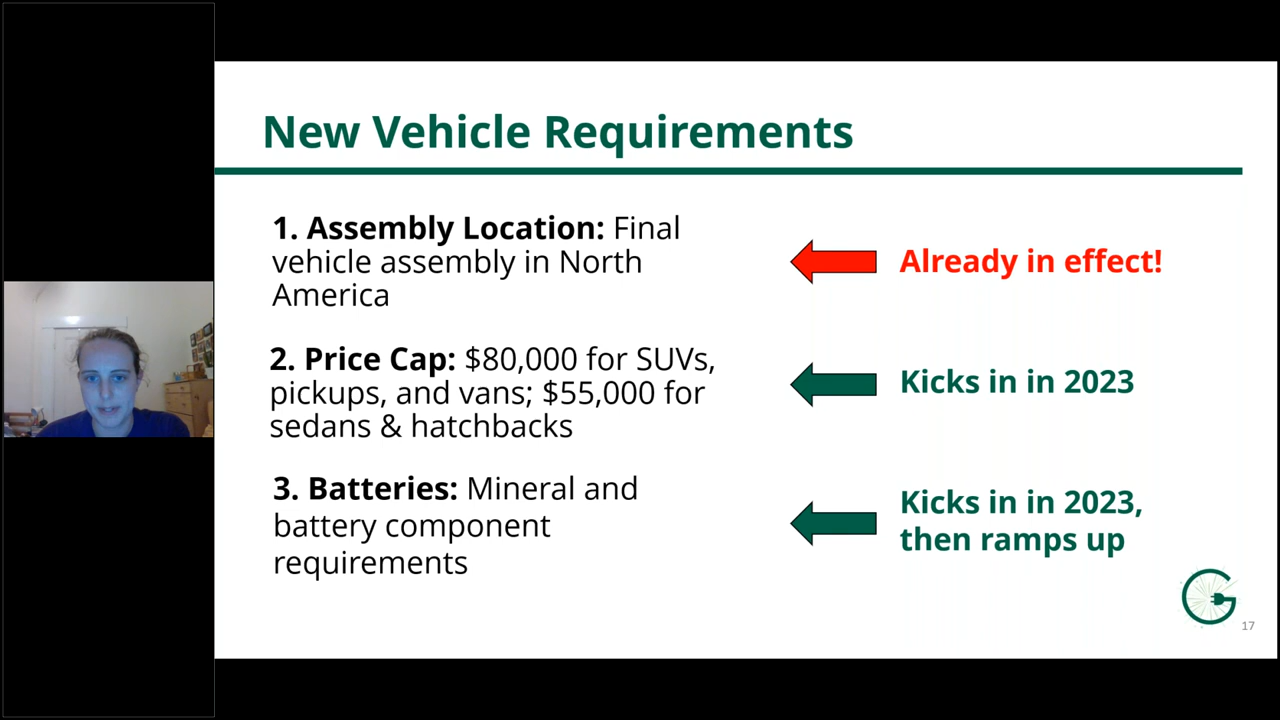 New Vehicle Requirements
1. Assembly Location: Final
vehicle assembly in North
America
Already in effect!
2. Price Cap: $80,000 for SUVs,
pickups, and vans; $55,000 for
sedans & hatchbacks
Kicks in in 2023
3. Batteries: Mineral and
battery component
requirements
Kicks in in 2023,
then ramps up
G
17